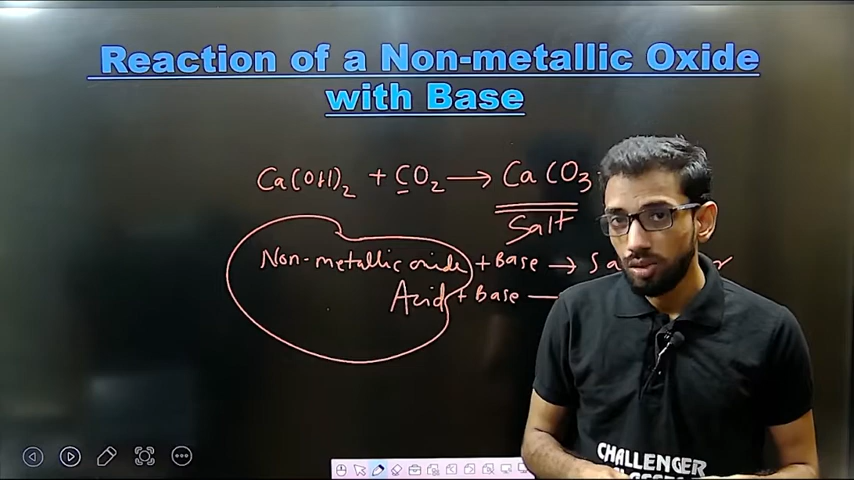 Reaction of a Non-metallic Oxide
with Base
Ca(OH)₂ + CO₂ → CaCO₃
Salt
Non-metallic oxide + Base →
Acid + Base —
CHALLENGER